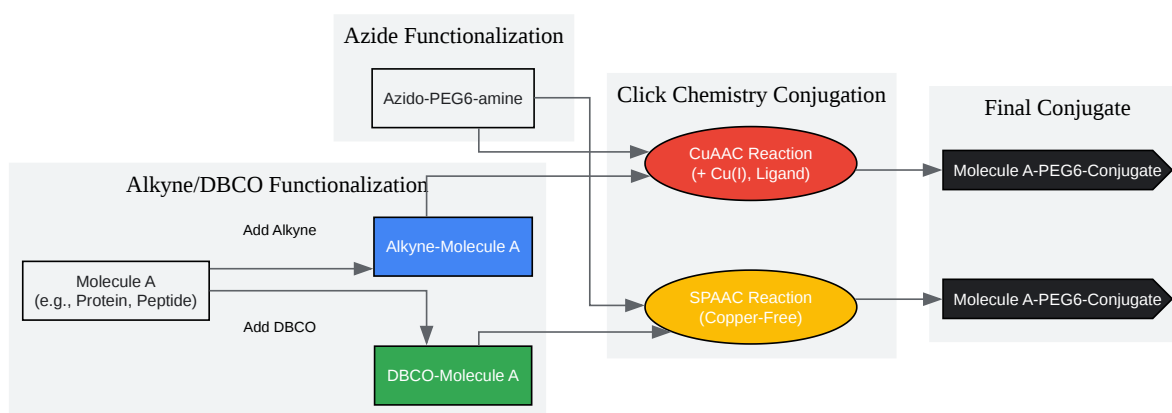 Azide Functionalization
Azido-PEG6-amine
Click Chemistry Conjugation
Final Conjugate
CuAAC Reaction
(+ Cu(I), Ligand)
Molecule A-PEG6-Conjugate
Alkyne/DBCO Functionalization
Add Alkyne
Alkyne-Molecule A
Molecule A
(e.g., Protein, Peptide)
SPAAC Reaction
(Copper-Free)
Molecule A-PEG6-Conjugate
Add DBCO
DBCO-Molecule A